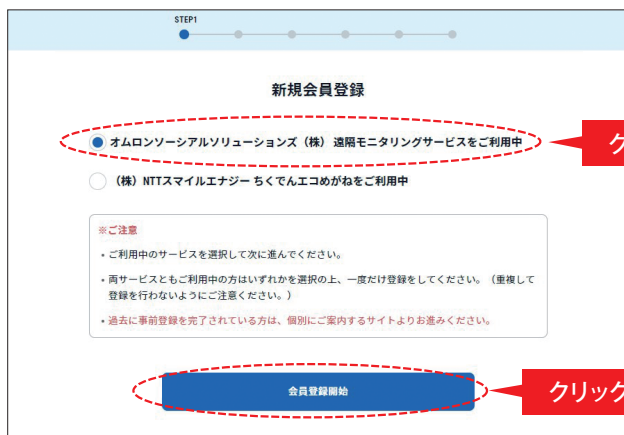 STEP1
新規会員登録
オムロンソーシアルソリューションズ（株） 遠隔モニタリングサービスをご利用中
ク
（株）NTTスマイルエナジー ちくでんエコめがねをご利用中
※ご注意
• ご利用中のサービスを選択して次に進んでください。
• 両サービスともご利用中の方はいずれかを選択の上、一度だけ登録をしてください。（重複して
登録を行わないようにご注意ください。）
• 過去に事前登録を完了されている方は、個別にご案内するサイトよりお進みください。
会員登録開始
クリック